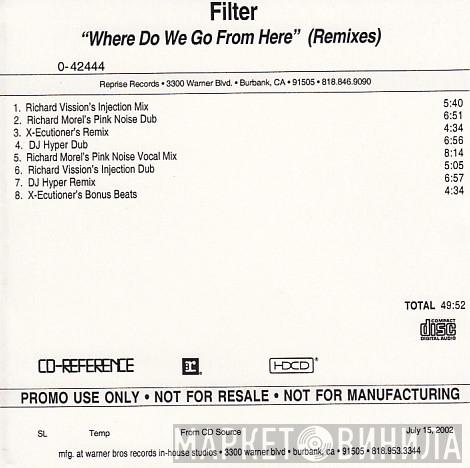 Filter
"Where Do We Go From Here" (Remixes)
0-42444
Reprise Records • 3300 Warner Blvd. • Burbank, CA • 91505 • 818.846.9090
1. Richard Vission's Injection Mix 5:40
2. Richard Morel's Pink Noise Dub 6:51
3. X-Ecutioner's Remix 4:34
4. DJ Hyper Dub 6:56
5. Richard Morel's Pink Noise Vocal Mix 8:14
6. Richard Vission's Injection Dub 5:05
7. DJ Hyper Remix 6:57
8. X-Ecutioner's Bonus Beats 4:34
TOTAL 49:52
COMPACT
disc
DIGITAL AUDIO
CD-REFERENCE r HDCD®
PROMO USE ONLY • NOT FOR RESALE • NOT FOR MANUFACTURING
SL Temp From CD Source July 15, 2002
МАРКЕТ ВИНИЛА
mfg. at warner bros records in-house studios • 3300 warner blvd • burbank, ca • 91505 • 818.953.3344